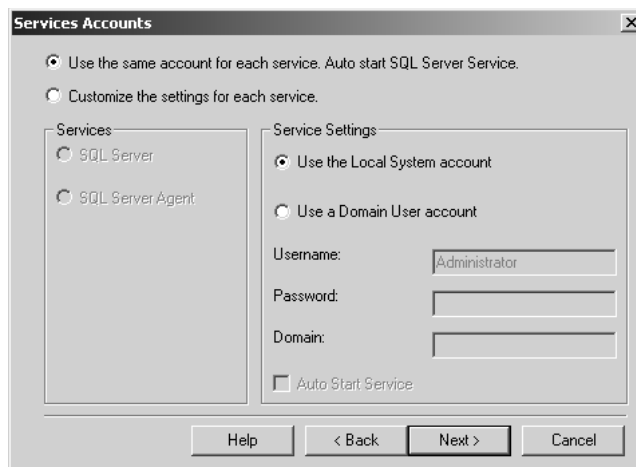 Services Accounts
Use the same account for each service. Auto start SQL Server Service.
Customize the settings for each service.
Services
SQL Server
SQL Server Agent
Service Settings
Use the Local System account
Use a Domain User account
Username:
Administrator
Password:
Domain:
Auto Start Service
Help
< Back
Next >
Cancel